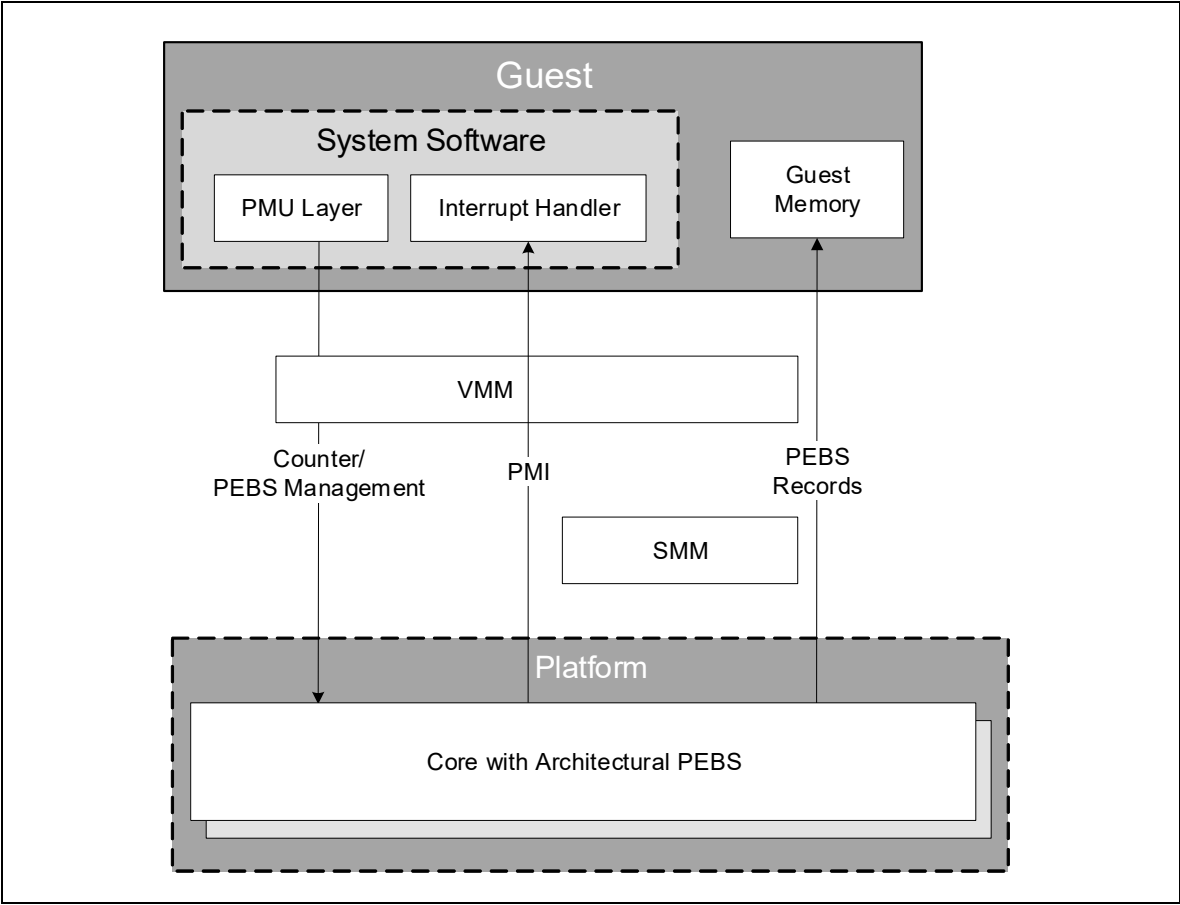 Guest
System Software
PMU Layer
Interrupt Handler
Guest
Memory
VMM
Counter/
PEBS Management
PMI
PEBS
Records
SMM
Platform
Core with Architectural PEBS